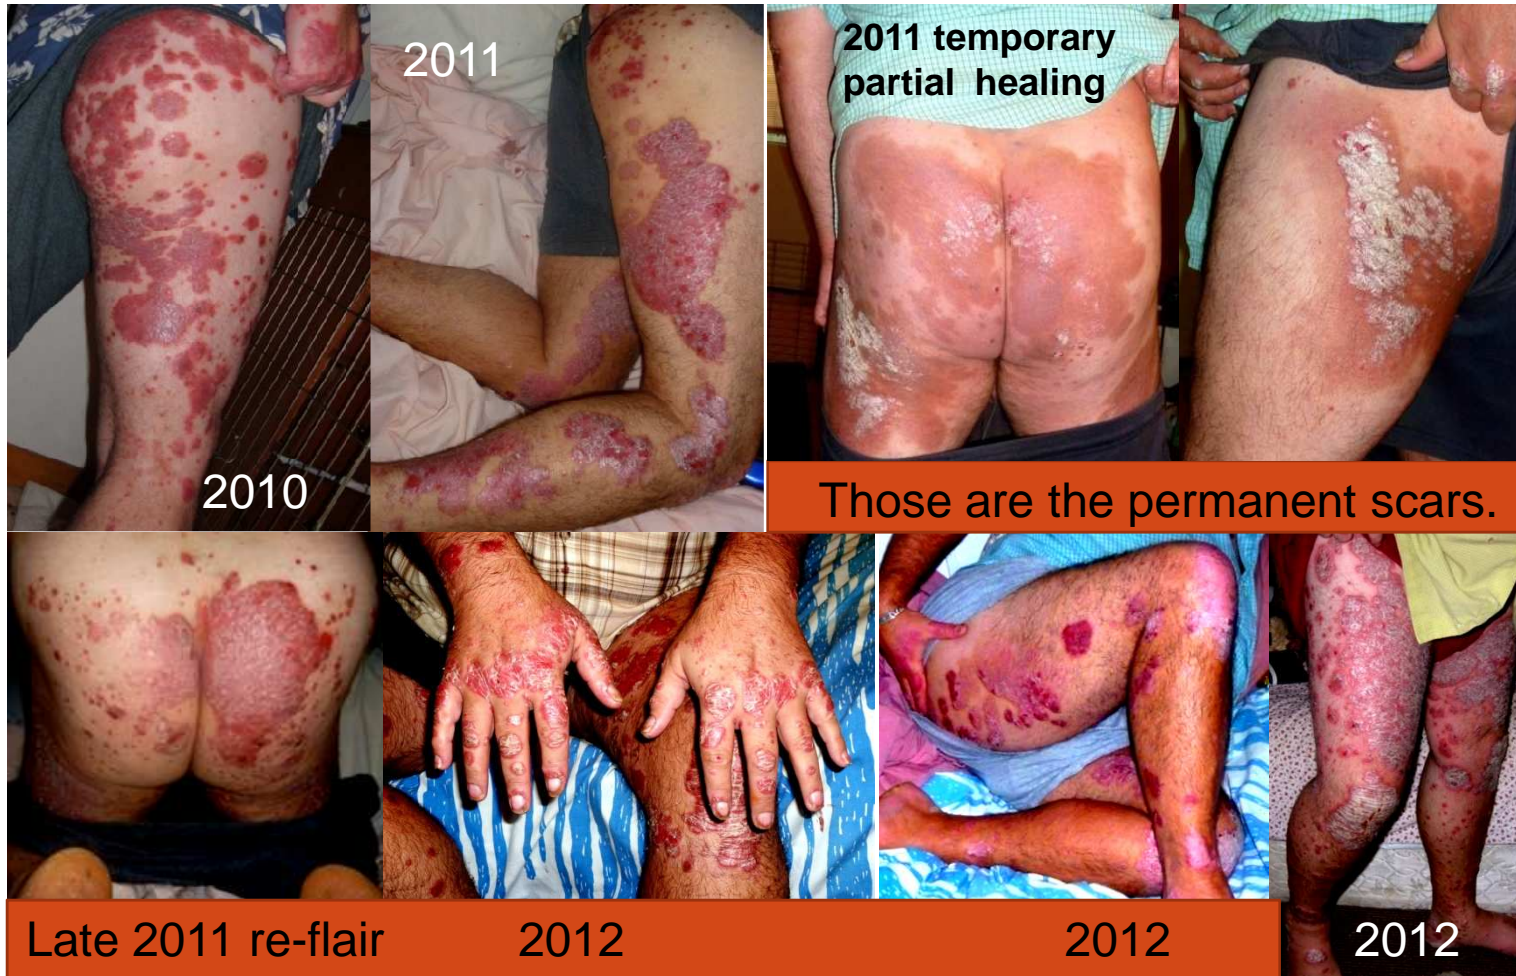 2010
2011
2011 temporary
partial healing
Those are the permanent scars.
Late 2011 re-flair
2012
2012
2012